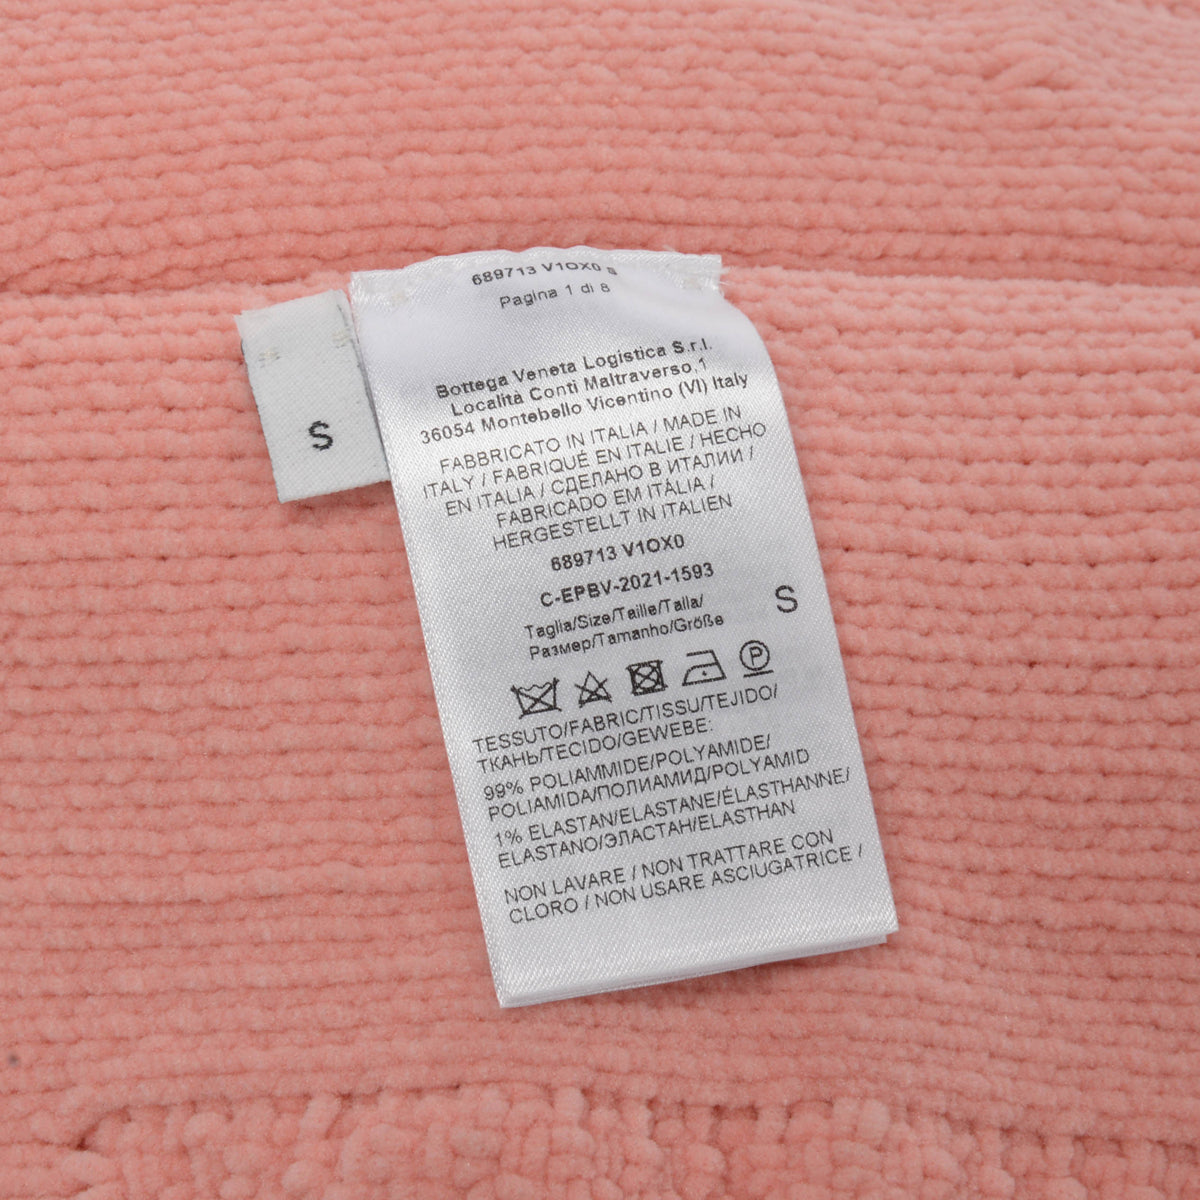 S
689713 V1OX0 S
Pagina 1 di 8
Bottega Veneta Logistica S.r.l.
Località Conti Maltraverso,1
36054 Montebello Vicentino (VI) Italy
FABBRICATO IN ITALIA / MADE IN
ITALY / FABRIQUÉ EN ITALIE / HECHO
EN ITALIA / СДЕЛАНО В ИТАЛИИ /
FABRICADO EM ITÁLIA /
HERGESTELLT IN ITALIEN
689713 V1OX0
C-EPBV-2021-1593
Taglia/Size/Taille/Talla/
Размер/Tamanho/Größe
S
P
TESSUTO/FABRIC/TISSU/TEJIDO/
ТКАНЬ/TECIDO/GEWEBE:
99% POLIAMMIDE/POLYAMIDE/
POLIAMIDA/ПОЛИАМИД/POLYAMID
1% ELASTAN/ELASTANE/ÉLASTHANNE/
ELASTANO/ЭЛАСТАН/ELASTHAN
NON LAVARE / NON TRATTARE CON
CLORO / NON USARE ASCIUGATRICE /